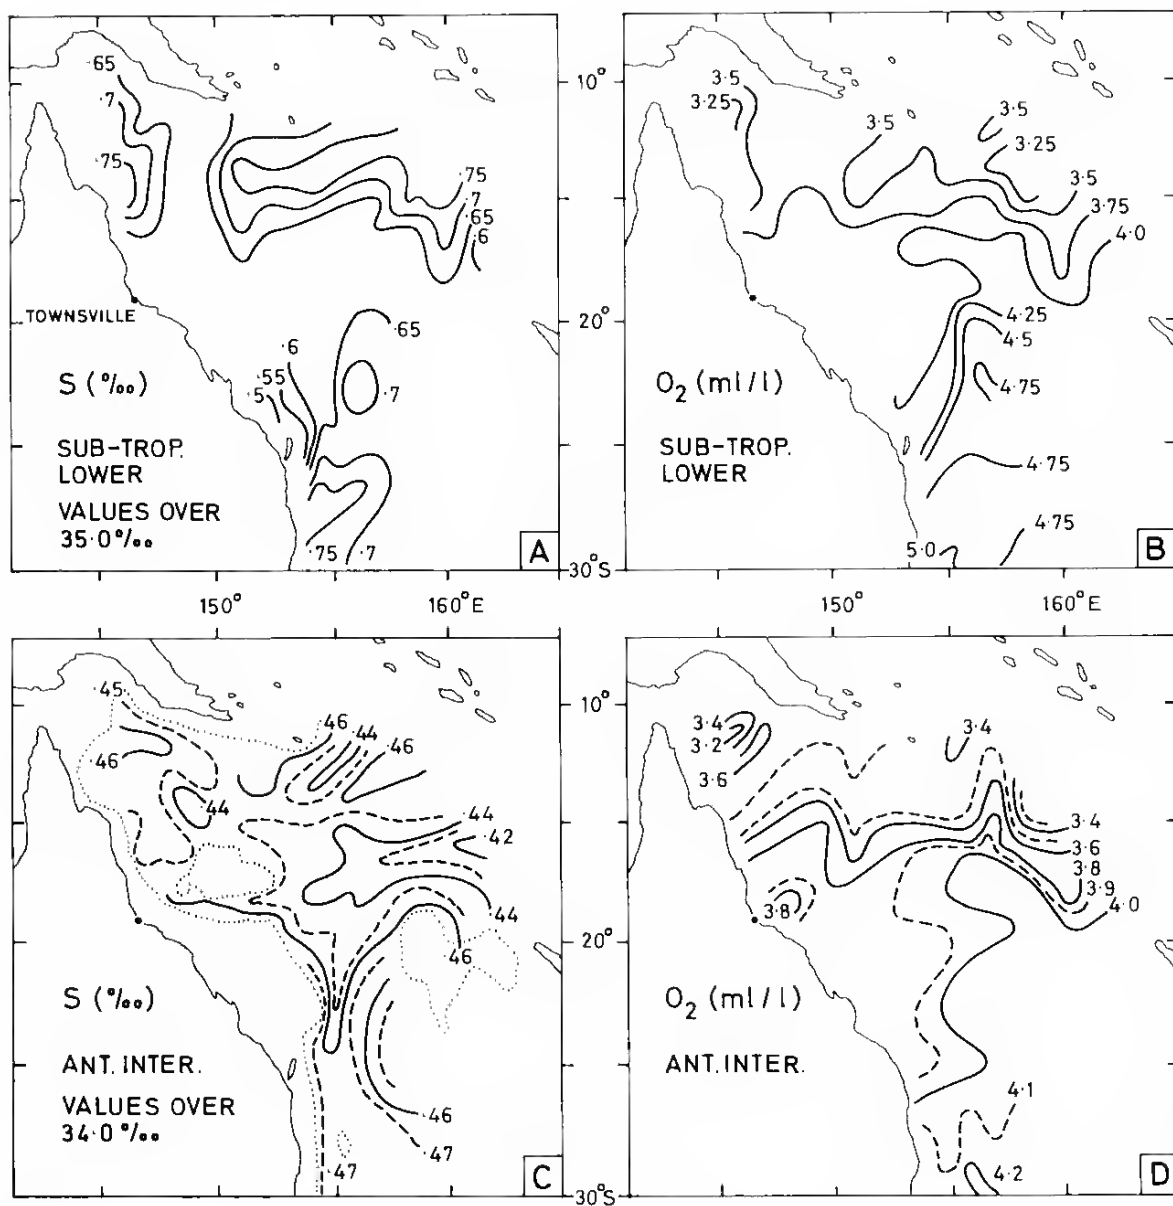 ·65
·7
·75
·75
·7
·65
·6
TOWNSVILLE
·65
·6
·55
·5
·7
S (‰)
SUB-TROP.
LOWER
VALUES OVER
35·0‰
·75
·7
A
3·5
3·25
3·5
3·5
3·25
3·5
3·75
4·0
4·25
4·5
4·75
O₂ (ml/l)
SUB-TROP.
LOWER
4·75
4·75
5·0
B
10°
20°
30°S
150°
160°E
150°
160°E
·45
·46
·44
·46
·44
·46
·44
·42
·44
·46
S (‰)
ANT. INTER.
VALUES OVER
34·0‰
·46
·47
·47
C
3·4
3·2
3·6
3·4
3·4
3·6
3·8
3·9
4·0
3·8
O₂ (ml/l)
ANT. INTER.
4·1
4·2
D
10°
20°
30°S